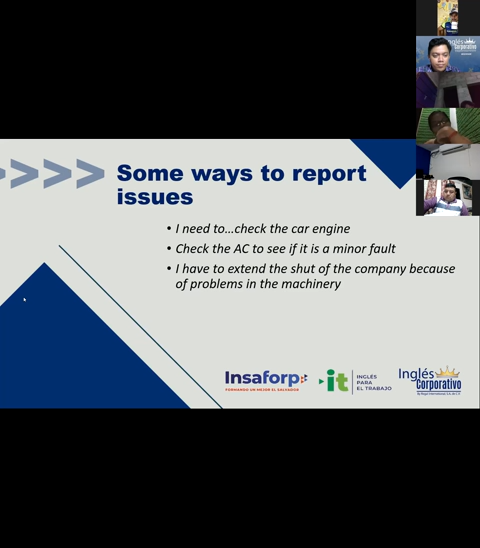 >>>> Some ways to report
issues
• I need to...check the car engine
• Check the AC to see if it is a minor fault
• I have to extend the shut of the company because
of problems in the machinery
Insaforp
FORMANDO UN MEJOR EL SALVADOR
it
INGLÉS
PARA
EL TRABAJO
Inglés
Corporativo
Inglés
Corporativo